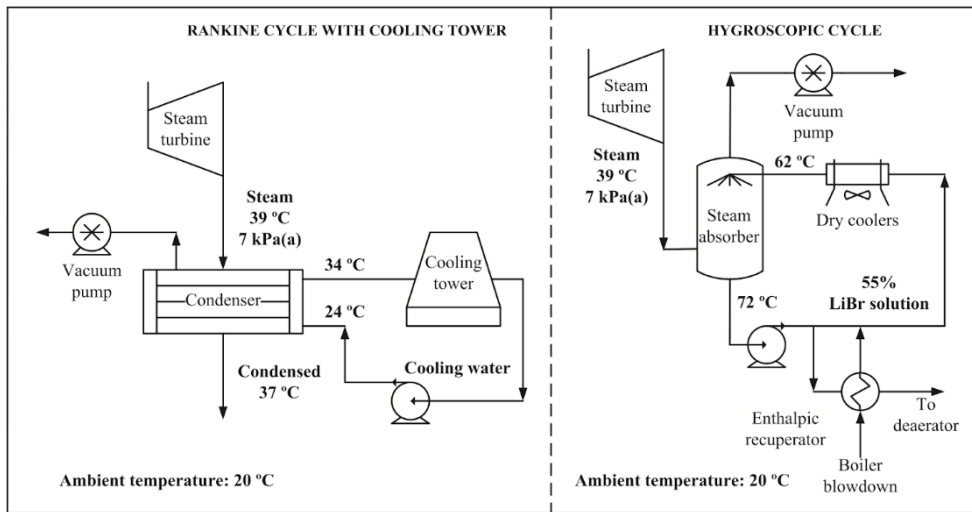 RANKINE CYCLE WITH COOLING TOWER
Steam
turbine
Steam
39 ºC
7 kPa(a)
Vacuum
pump
Condenser
34 ºC
24 ºC
Cooling
tower
Condensed
37 ºC
Cooling water
Ambient temperature: 20 ºC
HYGROSCOPIC CYCLE
Steam
turbine
Vacuum
pump
Steam
39 ºC
7 kPa(a)
62 ºC
Steam
absorber
Dry coolers
72 ºC
55%
LiBr solution
Enthalpic
recuperator
To
deaerator
Boiler
blowdown
Ambient temperature: 20 ºC